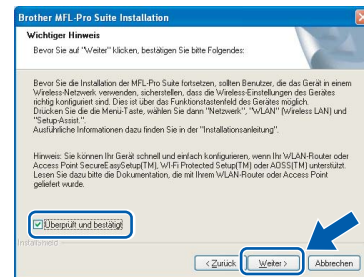 Brother MFL-Pro Suite Installation
Wichtiger Hinweis
Bevor Sie auf "Weiter" klicken, bestätigen Sie bitte Folgendes:
Bevor Sie die Installation der MFL-Pro Suite fortsetzen, sollten Benutzer, die das Gerät in einem
Wireless-Netzwerk verwenden, sicherstellen, dass die Wireless-Einstellungen des Gerätes
richtig konfiguriert sind. Dies ist über das Funktionstastenfeld des Gerätes möglich.
Drücken Sie die Menü-Taste, wählen Sie dann "Netzwerk", "WLAN" (Wireless LAN) und
"Setup-Assist.".
Ausführliche Informationen dazu finden Sie in der "Installationsanleitung".
Hinweis: Sie können Ihr Gerät schnell und einfach konfigurieren, wenn Ihr WLAN-Router oder
Access Point SecureEasySetup(TM), Wi-Fi Protected Setup(TM) oder AOSS(TM) unterstützt.
Lesen Sie dazu bitte die Dokumentation, die mit Ihrem WLAN-Router oder Access Point
geliefert wurde.
Überprüft und bestätigt
InstallShield
< Zurück Weiter > Abbrechen